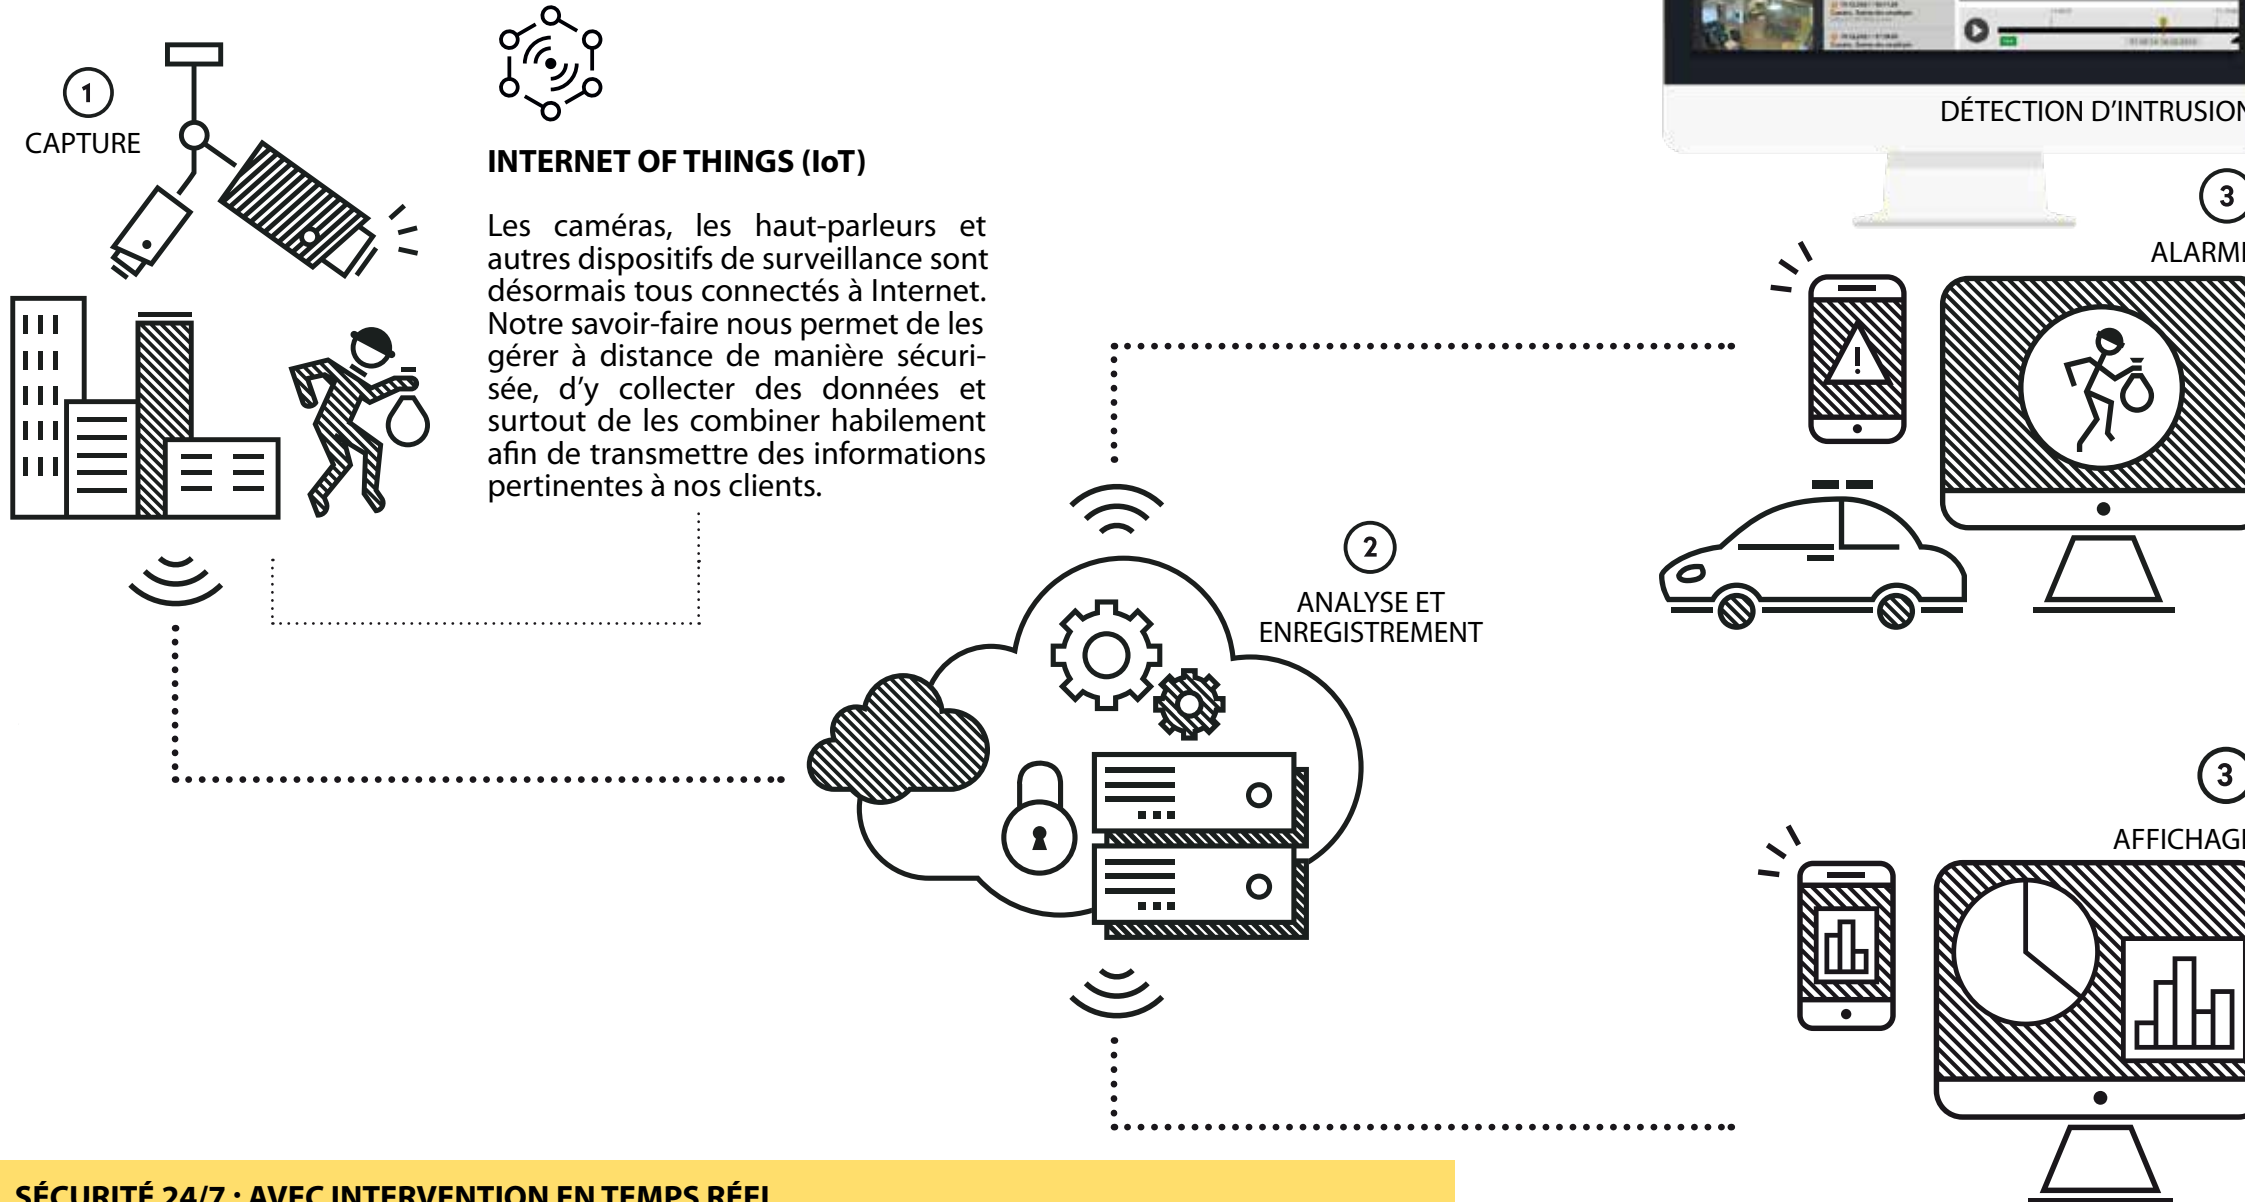 1
CAPTURE
INTERNET OF THINGS (IoT)
Les caméras, les haut-parleurs et
autres dispositifs de surveillance sont
désormais tous connectés à Internet.
Notre savoir-faire nous permet de les
gérer à distance de manière sécuri-
sée, d’y collecter des données et
surtout de les combiner habilement
afin de transmettre des informations
pertinentes à nos clients.
2
ANALYSE ET
ENREGISTREMENT
DÉTECTION D’INTRUSION
3
ALARME
3
AFFICHAGE
SÉCURITÉ 24/7 : AVEC INTERVENTION EN TEMPS RÉEL